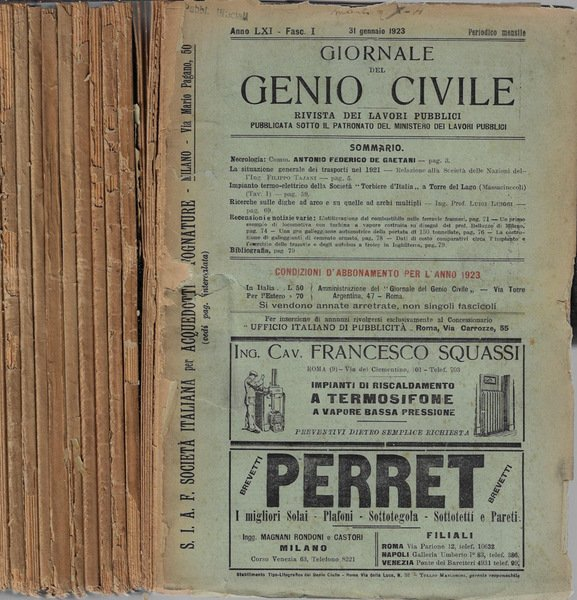 Anno LXI - Fasc. I
31 gennaio 1923
Periodico mensile
GIORNALE
DEL
GENIO CIVILE
RIVISTA DEI LAVORI PUBBLICI
PUBBLICATA SOTTO IL PATRONATO DEL MINISTERO DEI LAVORI PUBBLICI
SOMMARIO.
Necrologia: Comm. ANTONIO FEDERICO DE GAETANI — pag. 3.
La situazione generale dei trasporti nel 1921 — Relazione alla Società delle Nazioni del-
l'Ing. FILIPPO TAJANI — pag. 5.
Impianto termo-elettrico della Società "Torbiere d'Italia,, a Torre del Lago (Massaciuccoli)
(Tav. 1) — pag. 59.
Ricerche sulle dighe ad arco e su quelle ad archi multipli — Ing. Prof. LUIGI
pag. 69.
Recensioni e notizie varie: L'utilizzazione del combustibile nelle ferrovie francesi, pag. 71 — Un primo
esempio di locomotiva con turbina a vapore costruita su disegni del prof. Belluzzo di Milano,
pag. 74 — Una gru galleggiante automotrice della portata di 150 tonnellate, pag. 76 — La costru-
zione di galleggianti di cemento armato, pag. 78 — Dati di costo comparativi circa l'impianto e
l'esercizio delle tramvie e degli autobus a trolley in Inghilterra, pag. 79.
Bibliografia, pag. 79
CONDIZIONI D'ABBONAMENTO PER L'ANNO 1923
In Italia . L. 50
Per l'Estero » 70
Amministrazione del "Giornale del Genio Civile,, — Via Torre
Argentina, 47 - Roma.
Si vendono annate arretrate, non singoli fascicoli
Per inserzione di annunzi rivolgersi esclusivamente al Concessionario
"UFFICIO ITALIANO DI PUBBLICITÀ,, Roma, Via Carrozze, 55
ING. CAV. FRANCESCO SQUASSI
ROMA (9) - Via dei Clementino, 101 - Telef. 703
IMPIANTI DI RISCALDAMENTO
A TERMOSIFONE
A VAPORE BASSA PRESSIONE
PREVENTIVI DIETRO SEMPLICE RICHIESTA
BREVETTI
PERRET
BREVETTI
I migliori Solai - Plafoni - Sottotegola - Sottotetti e Pareti
Ingg. MAGNANI RONDONI e CASTORI
MILANO
Corso Venezia 63, Telefono 8221
FILIALI
ROMA Via Parione 12, telef, 10632
NAPOLI Galleria Umberto I° 83, telef. 386.
VENEZIA Ponte dei Bareteri 4931 telef. 29,
Stabilimento Tipo-Litografico del Genio Civile - Roma Via della Luce, N.
TULLIO MARCHESI, gerente responsabile
S. I. A. F. SOCIETÀ ITALIANA per ACQUEDOTTI FOGNATURE - MILANO - Via Mario Pagano, 50
(vedi pag. intercalata)